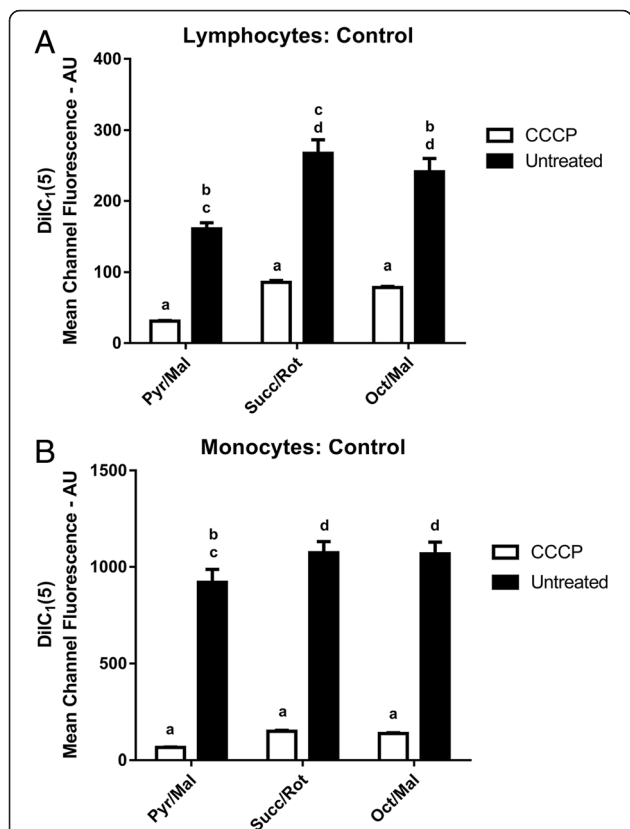 A
Lymphocytes: Control
DilC1(5)
Mean Channel Fluorescence - AU
400
300
200
100
0
a
b
c
a
c
d
a
b
d
CCCP
Untreated
Pyr/Mal
Succ/Rot
Oct/Mal
B
Monocytes: Control
DilC1(5)
Mean Channel Fluorescence - AU
1500
1000
500
0
a
b
c
a
d
a
d
CCCP
Untreated
Pyr/Mal
Succ/Rot
Oct/Mal